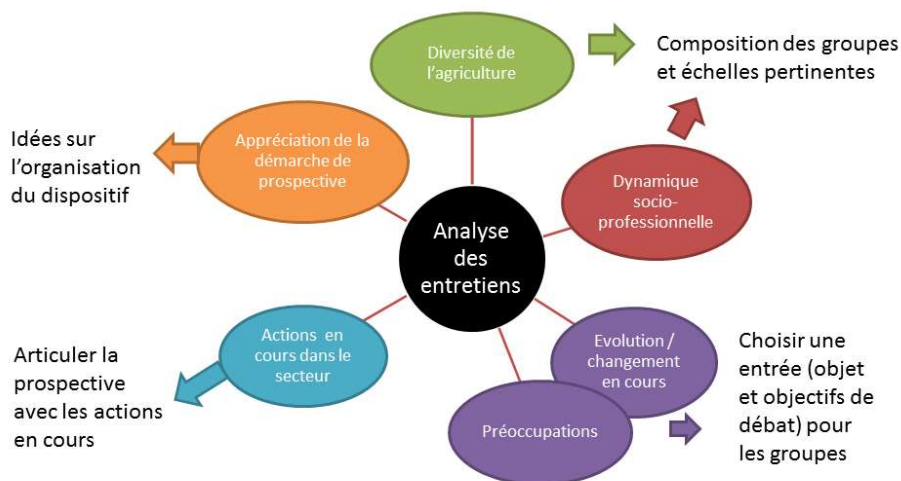 Diversité de
l'agriculture
Composition des groupes
et échelles pertinentes
Idées sur
l'organisation
du dispositif
Appréciation de la
démarche de
prospective
Dynamique
socio-
professionnelle
Analyse
des
entretiens
Actions en
cours dans le
secteur
Articuler la
prospective
avec les actions
en cours
Evolution /
changement
en cours
Préoccupations
Choisir une
entrée (objet
et objectifs de
débat) pour
les groupes